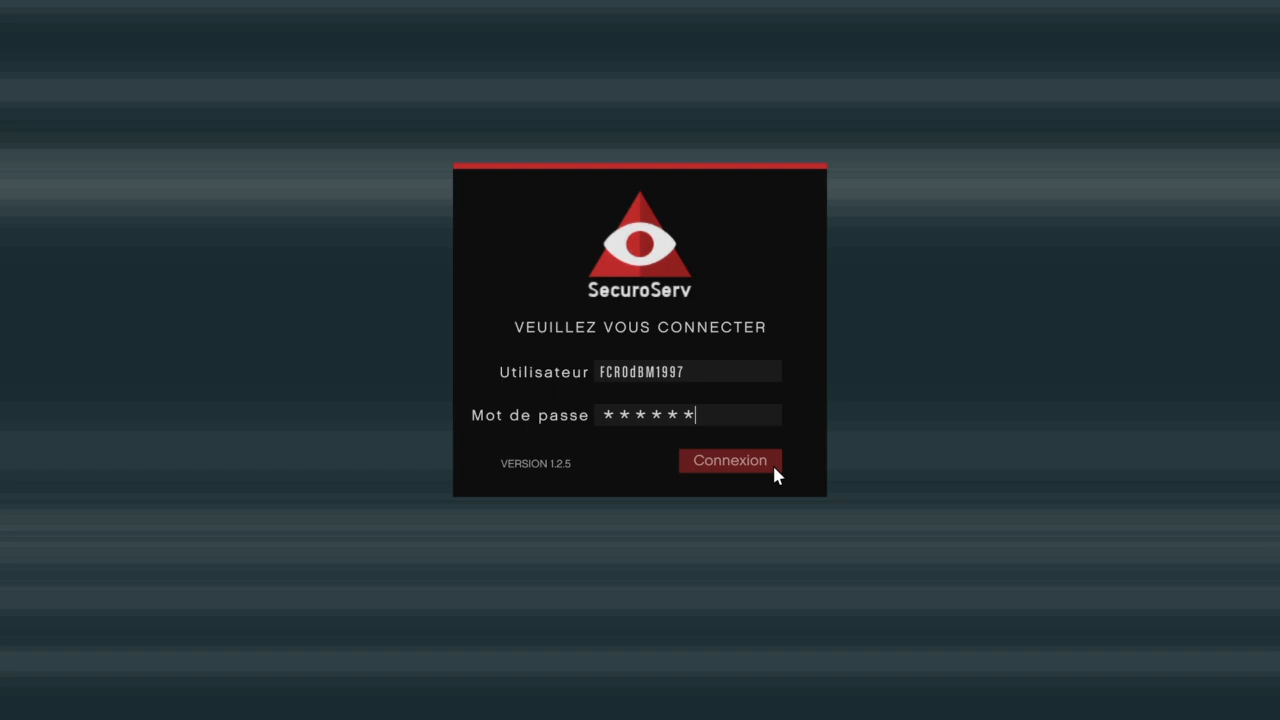 SecuroServ
VEUILLEZ VOUS CONNECTER
Utilisateur FCR0dBM1997
Mot de passe ******
VERSION 1.2.5 Connexion